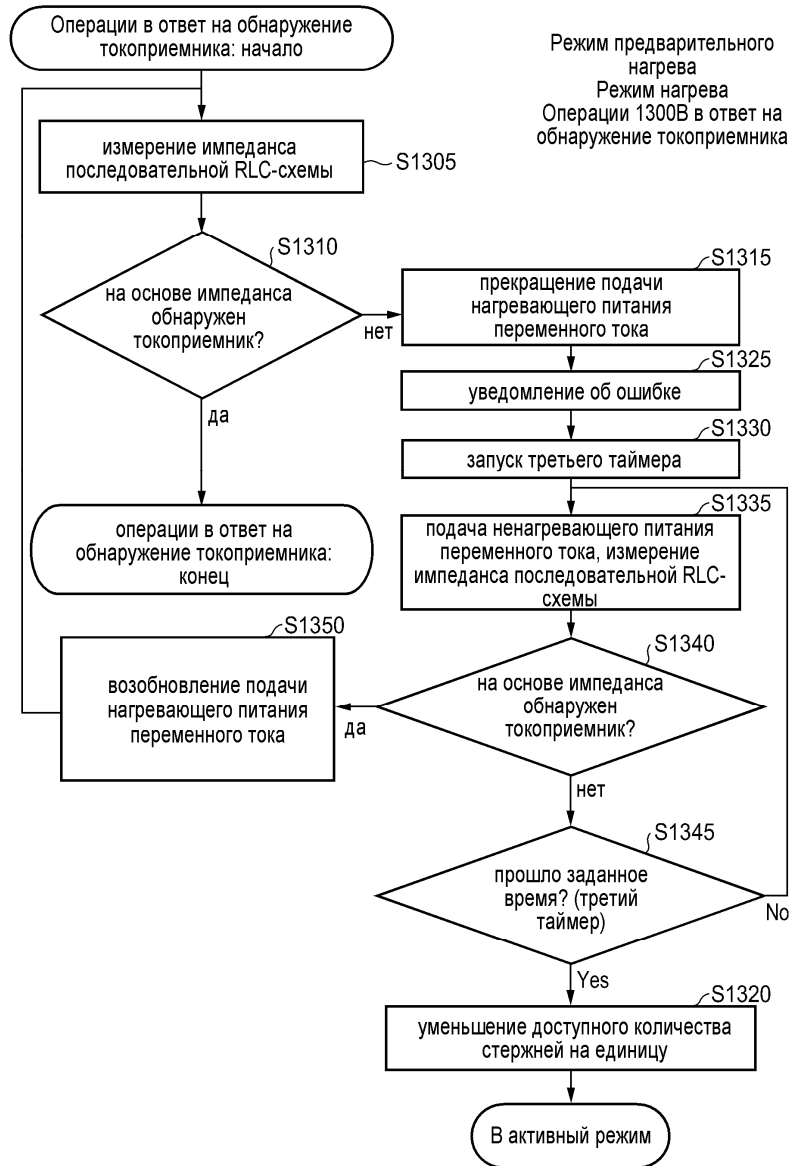 Операции в ответ на обнаружение
токоприемника: начало
Режим предварительного
нагрева
Режим нагрева
Операции 1300B в ответ на
обнаружение токоприемника
измерение импеданса
последовательной RLC-схемы
S1305
S1310
на основе импеданса
обнаружен
токоприемник?
нет
да
S1315
прекращение подачи
нагревающего питания
переменного тока
S1325
уведомление об ошибке
S1330
запуск третьего таймера
операции в ответ на
обнаружение токоприемника:
конец
S1335
подача ненагревающего питания
переменного тока, измерение
импеданса последовательной RLC-
схемы
S1350
возобновление подачи
нагревающего питания
переменного тока
S1340
на основе импеданса
обнаружен
токоприемник?
да
нет
S1345
прошло заданное
время? (третий
таймер)
No
Yes
S1320
уменьшение доступного количества
стержней на единицу
В активный режим